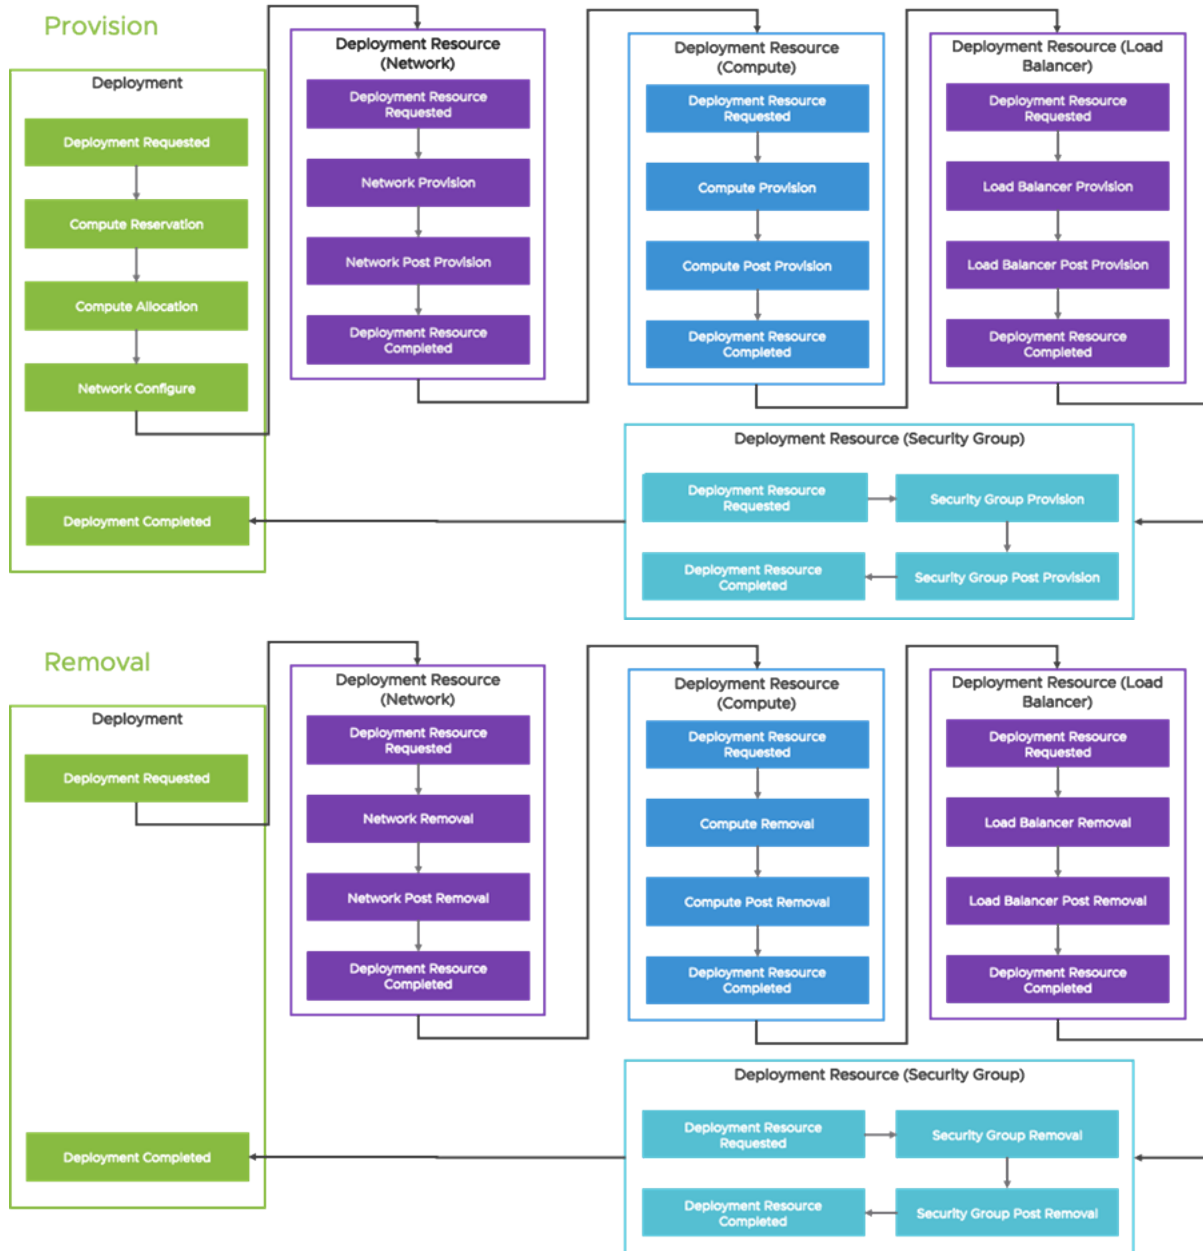 Provision
Deployment
Deployment Requested
Compute Reservation
Compute Allocation
Network Configure
Deployment Completed
Deployment Resource
(Network)
Deployment Resource
Requested
Network Provision
Network Post Provision
Deployment Resource
Completed
Deployment Resource
(Compute)
Deployment Resource
Requested
Compute Provision
Compute Post Provision
Deployment Resource
Completed
Deployment Resource (Load
Balancer)
Deployment Resource
Requested
Load Balancer Provision
Load Balancer Post Provision
Deployment Resource
Completed
Deployment Resource (Security Group)
Deployment Resource
Requested
Security Group Provision
Security Group Post Provision
Deployment Resource
Completed
Removal
Deployment
Deployment Requested
Deployment Completed
Deployment Resource
(Network)
Deployment Resource
Requested
Network Removal
Network Post Removal
Deployment Resource
Completed
Deployment Resource
(Compute)
Deployment Resource
Requested
Compute Removal
Compute Post Removal
Deployment Resource
Completed
Deployment Resource (Load
Balancer)
Deployment Resource
Requested
Load Balancer Removal
Load Balancer Post Removal
Deployment Resource
Completed
Deployment Resource (Security Group)
Deployment Resource
Requested
Security Group Removal
Security Group Post Removal
Deployment Resource
Completed